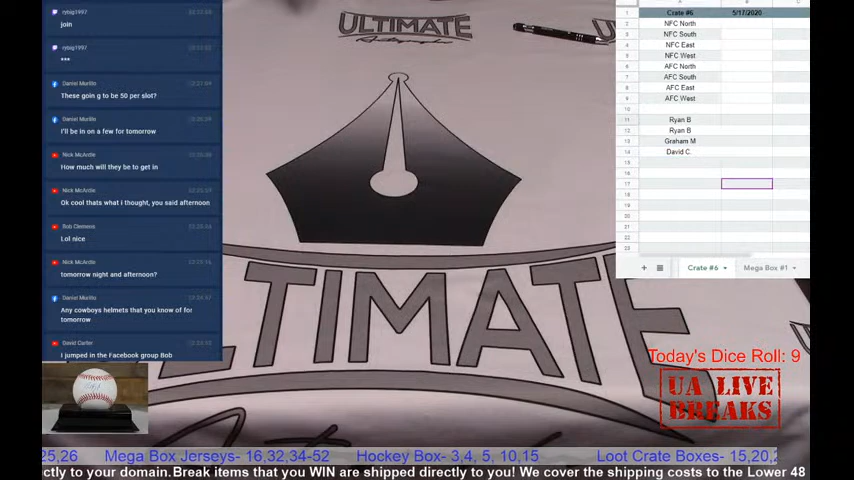 rybig1997
join
rybig1997
***
Daniel Murillo
These goin g to be 50 per slot?
Daniel Murillo
I'll be in on a few for tomorrow
Nick McArdle
How much will they be to get in
Nick McArdle
Ok cool thats what i thought, you said afternoon
Bob Clemens
Lol nice
Nick McArdle
tomorrow night and afternoon?
Daniel Murillo
Any cowboys helmets that you know of for
tomorrow
David Carter
I jumped in the Facebook group Bob
ULTIMATE
ULTIMATE
Crate #6 5/17/2020
NFC North
NFC South
NFC East
NFC West
AFC North
AFC South
AFC East
AFC West
Ryan B
Ryan B
Graham M
David C.
Crate #6 Mega Box #1
Today's Dice Roll: 9
UA LIVE
BREAKS
25,26 Mega Box Jerseys- 16,32,34-52 Hockey Box- 3,4, 5, 10,15 Loot Crate Boxes- 15,20,2
ctly to your domain.Break items that you WIN are shipped directly to you! We cover the shipping costs to the Lower 48